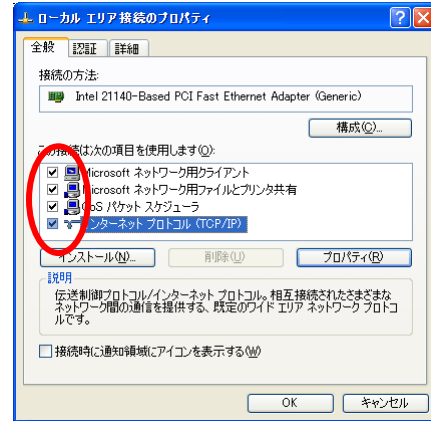 ローカル エリア接続のプロパティ
全般 認証 詳細
接続の方法:
Intel 21140-Based PCI Fast Ethernet Adapter (Generic)
構成(C)...
この接続は次の項目を使用します(O):
Microsoft ネットワーク用クライアント
Microsoft ネットワーク用ファイルとプリンタ共有
QoS パケット スケジューラ
インターネット プロトコル (TCP/IP)
インストール(N)... 削除(U) プロパティ(R)
説明
伝送制御プロトコル/インターネット プロトコル。相互接続されたさまざまな
ネットワーク間の通信を提供する、既定のワイド エリア ネットワーク プロトコ
ルです。
接続時に通知領域にアイコンを表示する(W)
OK キャンセル